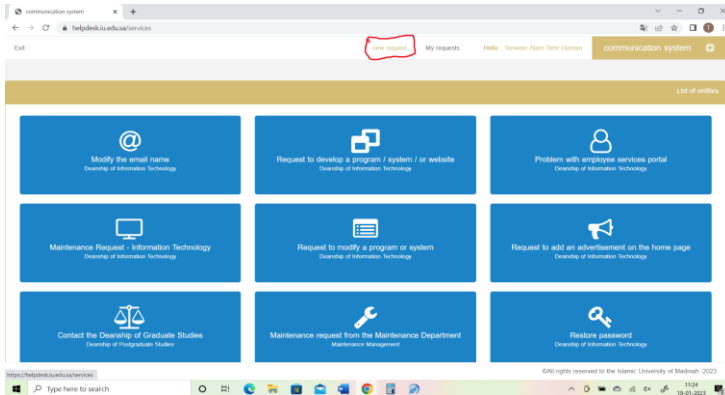 communication system
helpdesk.iu.edu.sa/services
Exit
new request
My requests
Hello , Tanweer Alam Tahir Hassan
communication system
List of entities
Modify the email name
Deanship of Information Technology
Request to develop a program / system / or website
Deanship of Information Technology
Problem with employee services portal
Deanship of Information Technology
Maintenance Request - Information Technology
Deanship of Information Technology
Request to modify a program or system
Deanship of Information Technology
Request to add an advertisement on the home page
Deanship of Information Technology
Contact the Deanship of Graduate Studies
Deanship of Postgraduate Studies
Maintenance request from the Maintenance Department
Maintenance Management
Restore password
Deanship of Information Technology
©All rights reserved to the Islamic University of Madinah -2023
https://helpdesk.iu.edu.sa/services
Type here to search
11:24
19-01-2023